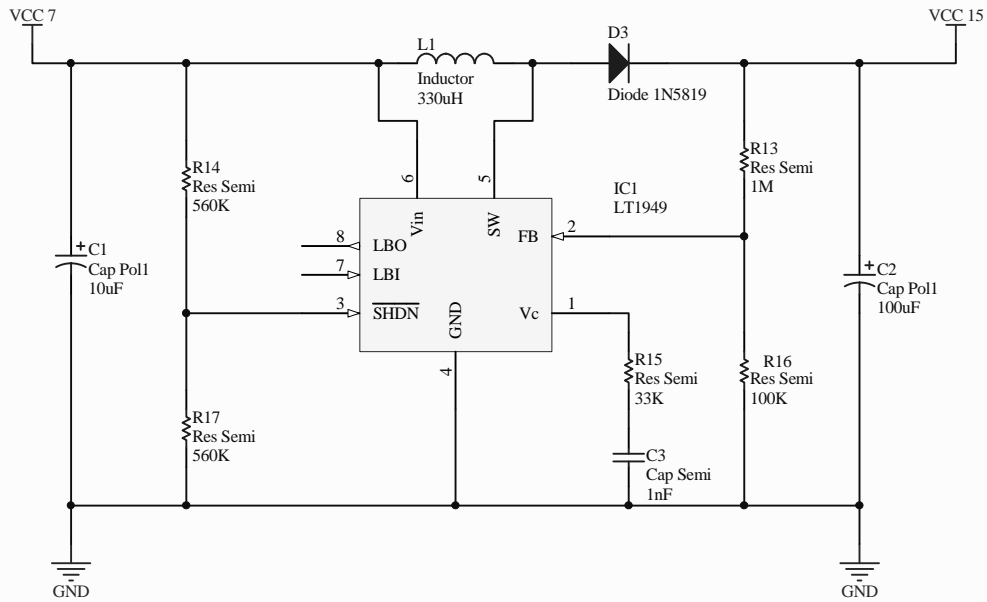 VCC 7
VCC 15
L1
Inductor
330uH
D3
Diode 1N5819
R14
Res Semi
560K
R13
Res Semi
1M
6
5
IC1
LT1949
Vin
SW
8
LBO
FB
2
7
LBI
3
SHDN
GND
Vc
1
4
+
C1
Cap Pol1
10uF
+
C2
Cap Pol1
100uF
R15
Res Semi
33K
R16
Res Semi
100K
R17
Res Semi
560K
C3
Cap Semi
1nF
GND
GND